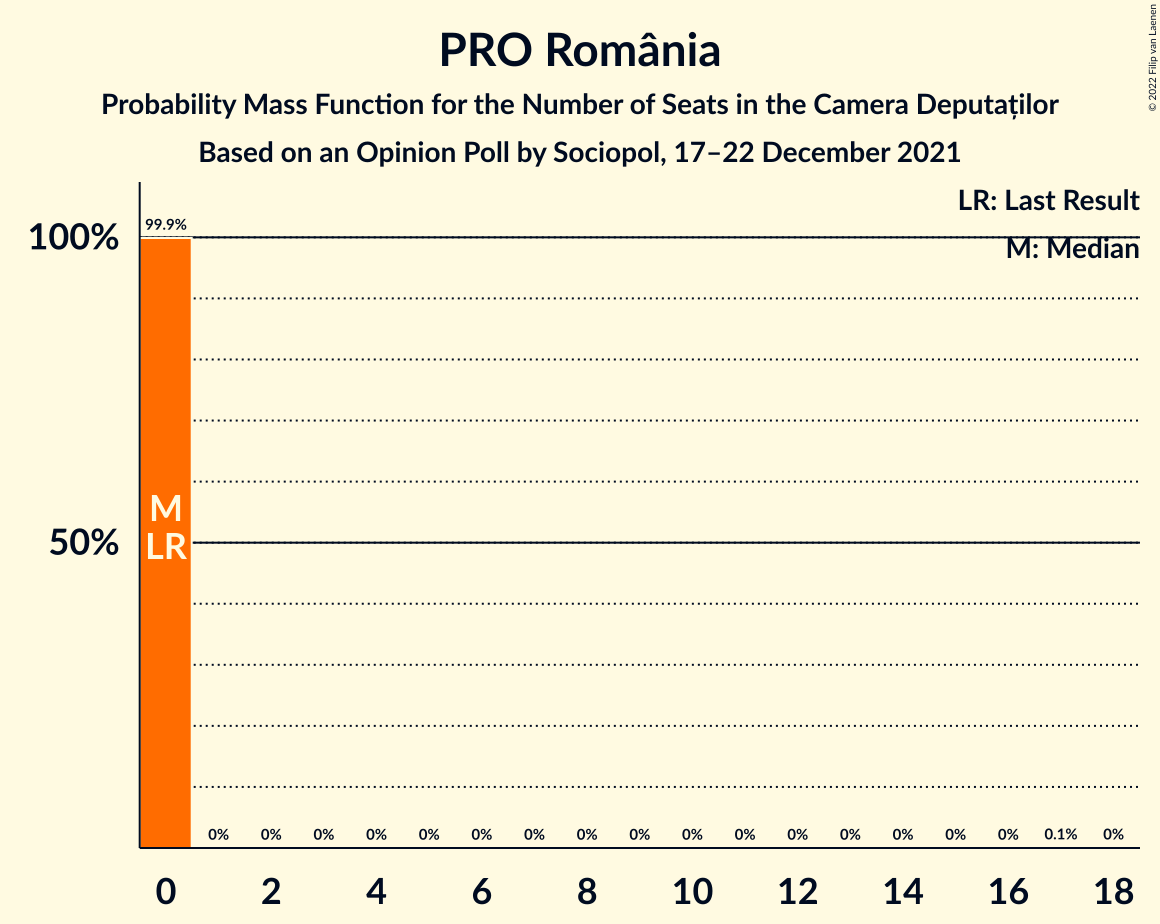 PRO România
Probability Mass Function for the Number of Seats in the Camera Deputaților
Based on an Opinion Poll by Sociopol, 17–22 December 2021
© 2022 Filip van Laenen
LR: Last Result
M: Median
99.9%
100%
M
LR
50%
0% 0% 0% 0% 0% 0% 0% 0% 0% 0% 0% 0% 0% 0% 0% 0% 0.1% 0%
0 2 4 6 8 10 12 14 16 18